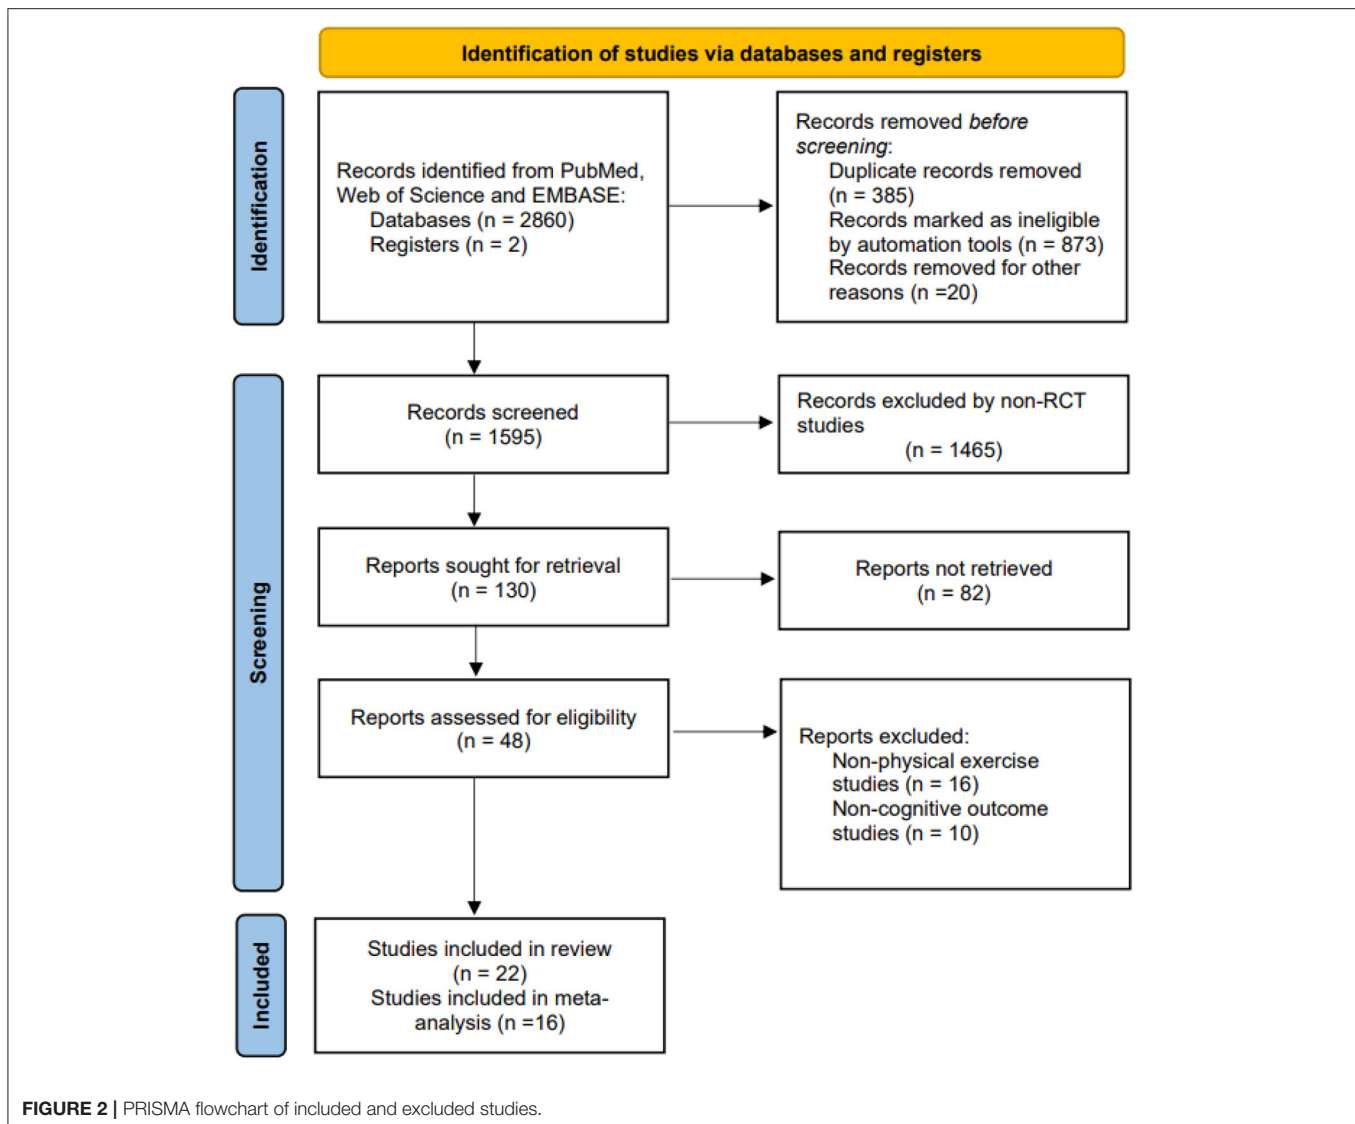 Identification of studies via databases and registers
Identification
Records identified from PubMed,
Web of Science and EMBASE:
Databases (n = 2860)
Registers (n = 2)
Records removed before
screening:
Duplicate records removed
(n = 385)
Records marked as ineligible
by automation tools (n = 873)
Records removed for other
reasons (n =20)
Screening
Records screened
(n = 1595)
Records excluded by non-RCT
studies
(n = 1465)
Reports sought for retrieval
(n = 130)
Reports not retrieved
(n = 82)
Reports assessed for eligibility
(n = 48)
Reports excluded:
Non-physical exercise
studies (n = 16)
Non-cognitive outcome
studies (n = 10)
Included
Studies included in review
(n = 22)
Studies included in meta-
analysis (n =16)
FIGURE 2 | PRISMA flowchart of included and excluded studies.